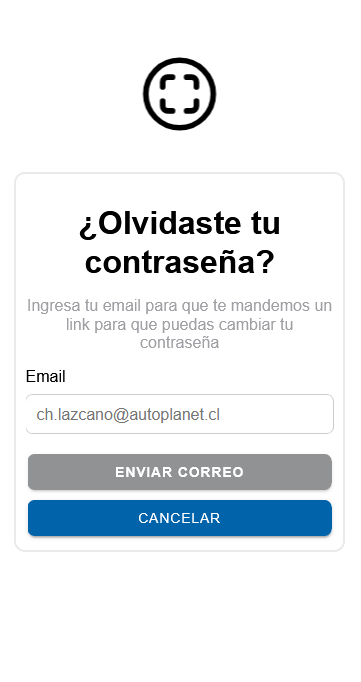 ¿Olvidaste tu
contraseña?
Ingresa tu email para que te mandemos un
link para que puedas cambiar tu
contraseña
Email
ch.lazcano@autoplanet.cl
ENVIAR CORREO
CANCELAR